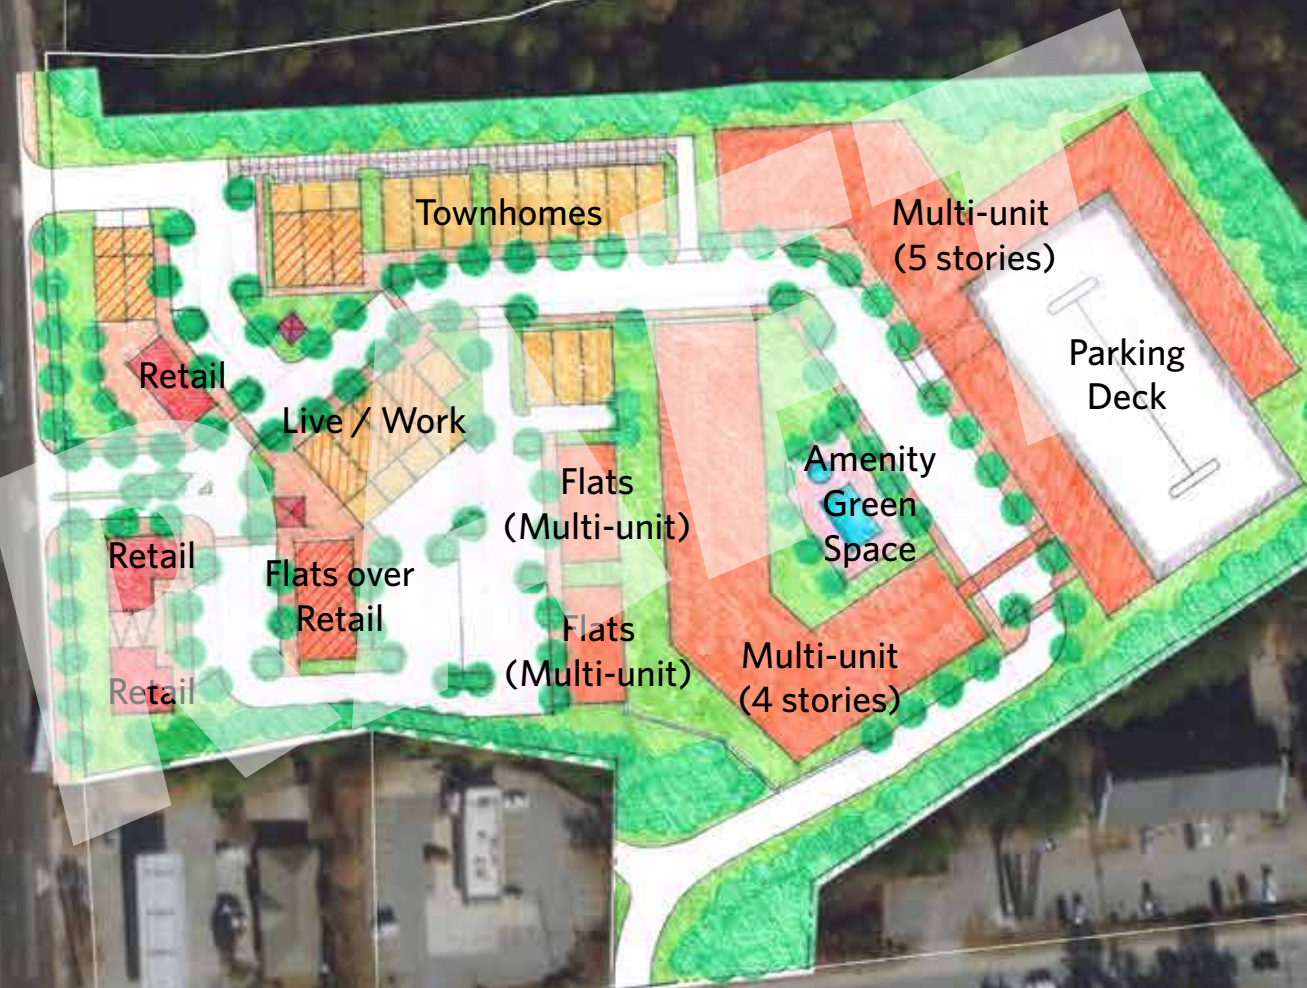 Townhomes
Multi-unit
(5 stories)
Parking
Deck
Retail
Live / Work
Amenity
Green
Space
Flats
(Multi-unit)
Retail
Flats over
Retail
Flats
(Multi-unit)
Multi-unit
(4 stories)
Retail